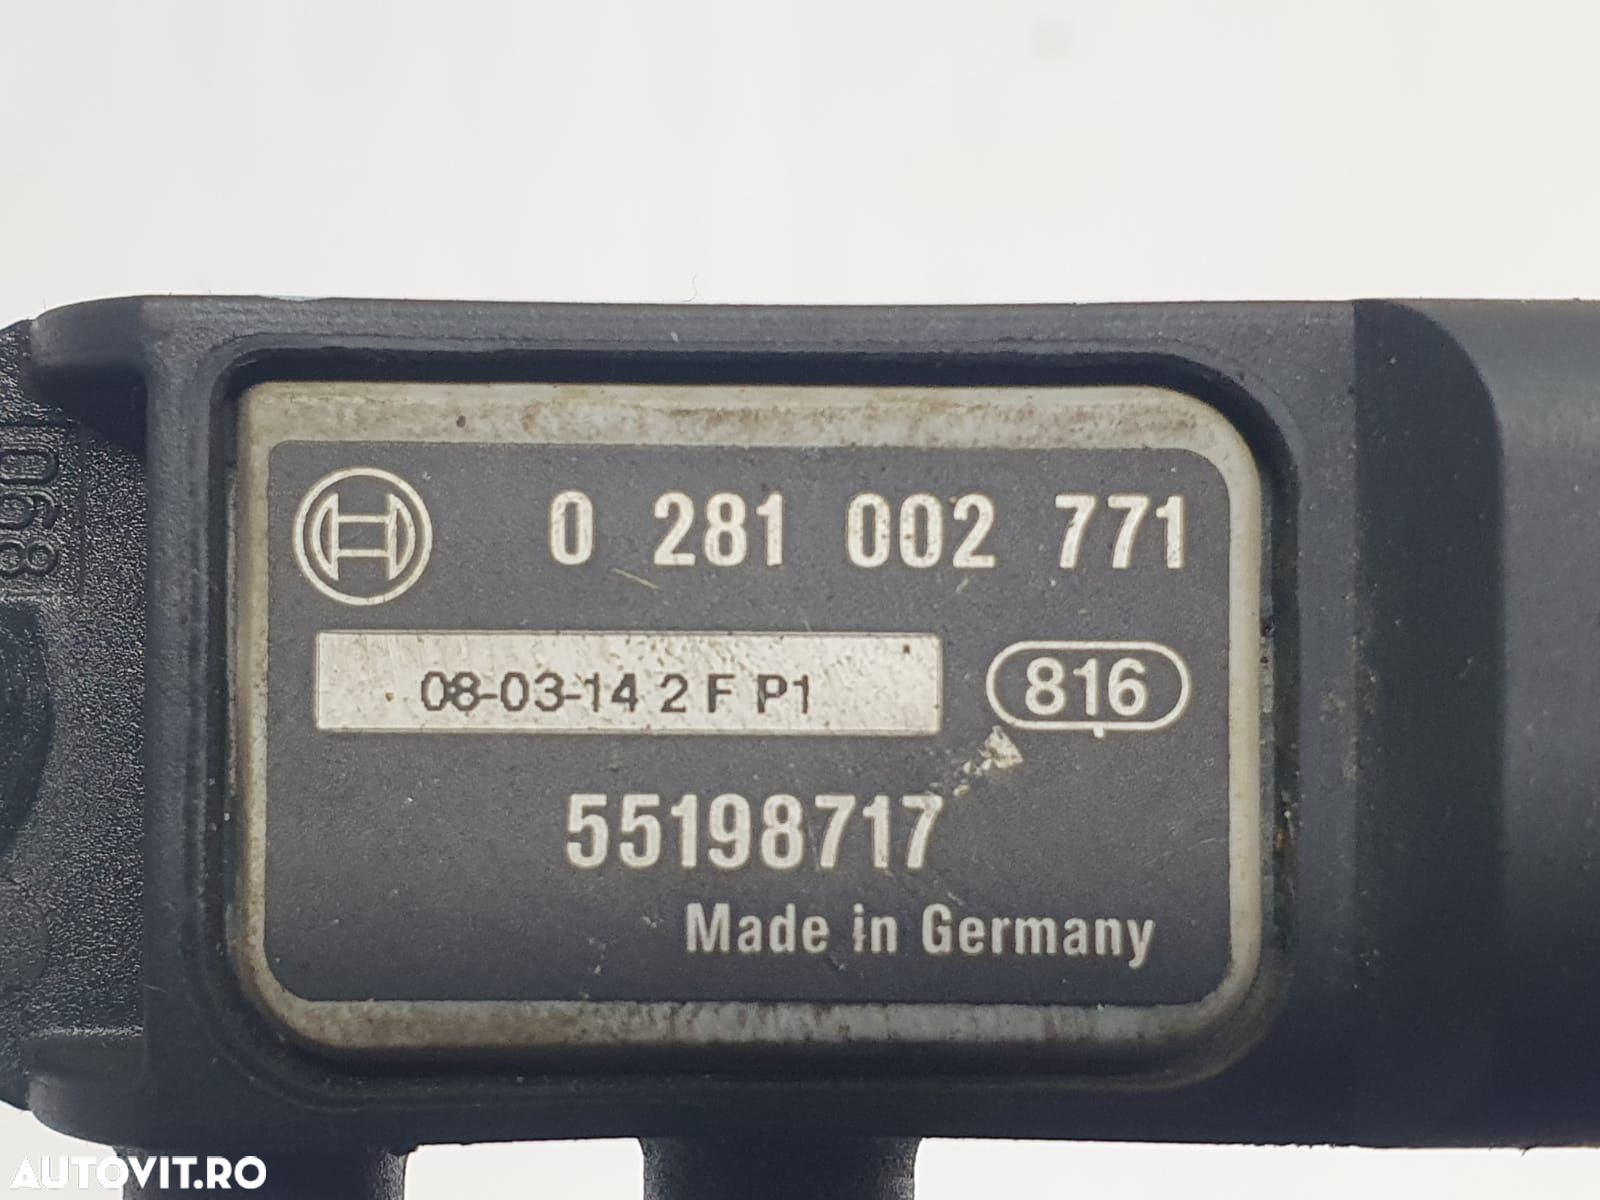 0 281 002 771
08-03-14 2 F P1
816
55198717
Made in Germany
AUTOVIT.RO